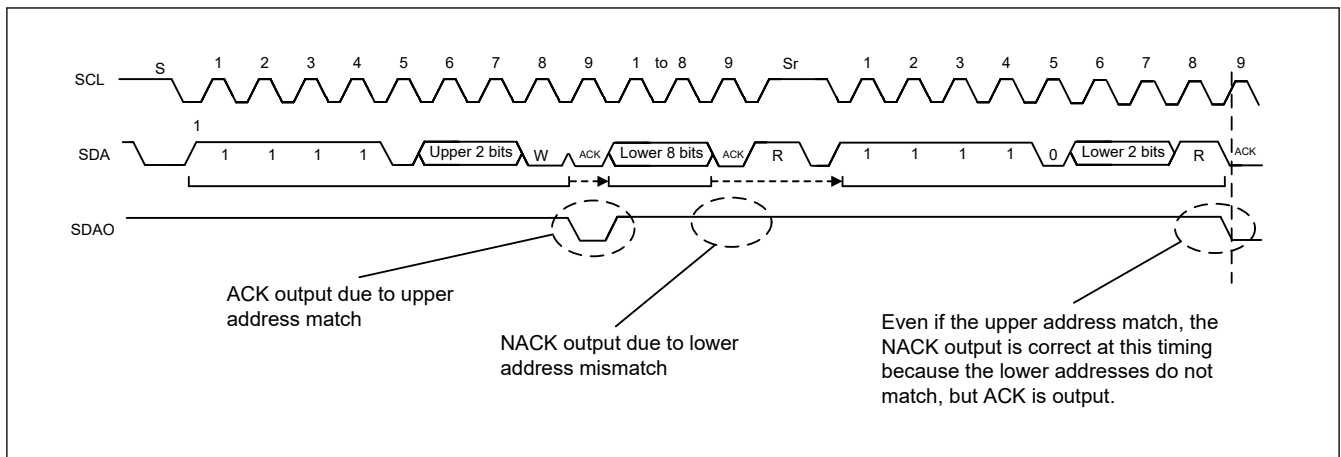 S 1 2 3 4 5 6 7 8 9 1 to 8 9 Sr 1 2 3 4 5 6 7 8 9
SCL
1
SDA 1 1 1 1 Upper 2 bits W ACK Lower 8 bits ACK R 1 1 1 1 0 Lower 2 bits R ACK
SDAO
ACK output due to upper
address match
NACK output due to lower
address mismatch
Even if the upper address match, the
NACK output is correct at this timing
because the lower addresses do not
match, but ACK is output.